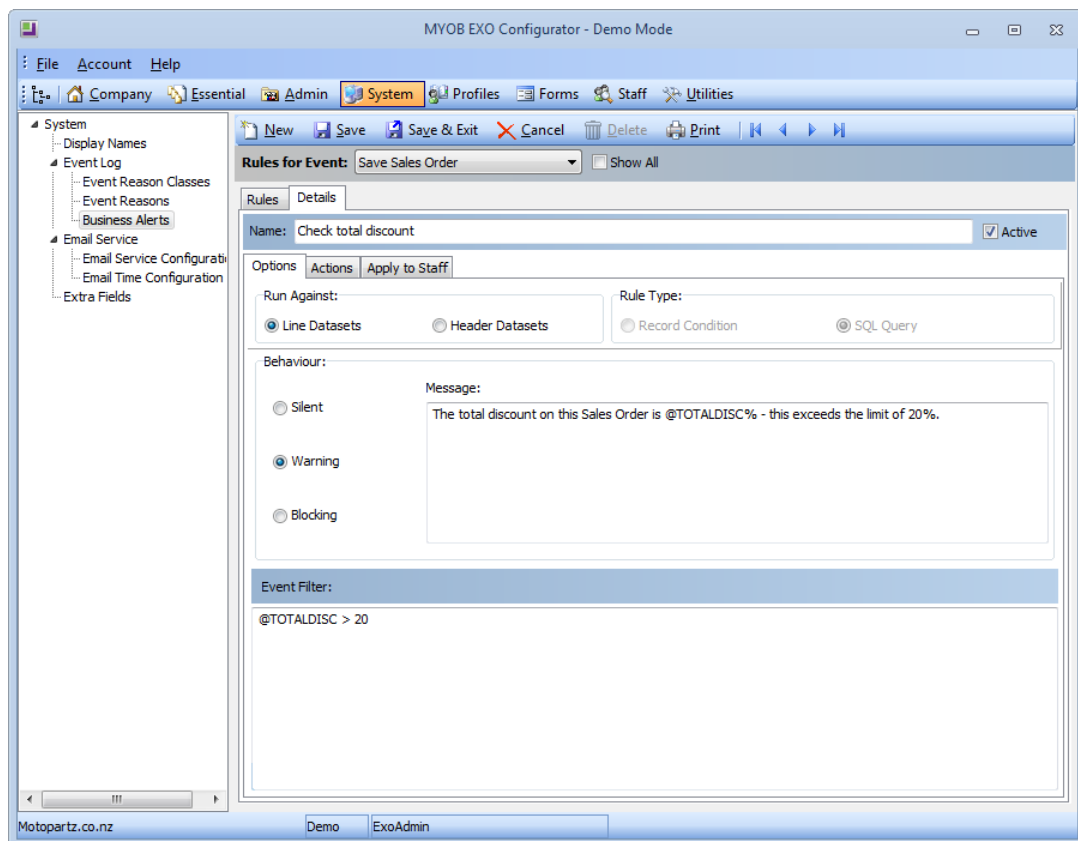 MYOB EXO Configurator - Demo Mode
File Account Help
Company Essential Admin System Profiles Forms Staff Utilities
System
Display Names
Event Log
Event Reason Classes
Event Reasons
Business Alerts
Email Service
Email Service Configurati
Email Time Configuration
Extra Fields
New Save Save & Exit Cancel Delete Print
Rules for Event: Save Sales Order Show All
Rules Details
Name: Check total discount Active
Options Actions Apply to Staff
Run Against: Rule Type:
Line Datasets Header Datasets Record Condition SQL Query
Behaviour:
Message:
Silent
The total discount on this Sales Order is @TOTALDISC% - this exceeds the limit of 20%.
Warning
Blocking
Event Filter:
@TOTALDISC > 20
Motopartz.co.nz Demo ExoAdmin